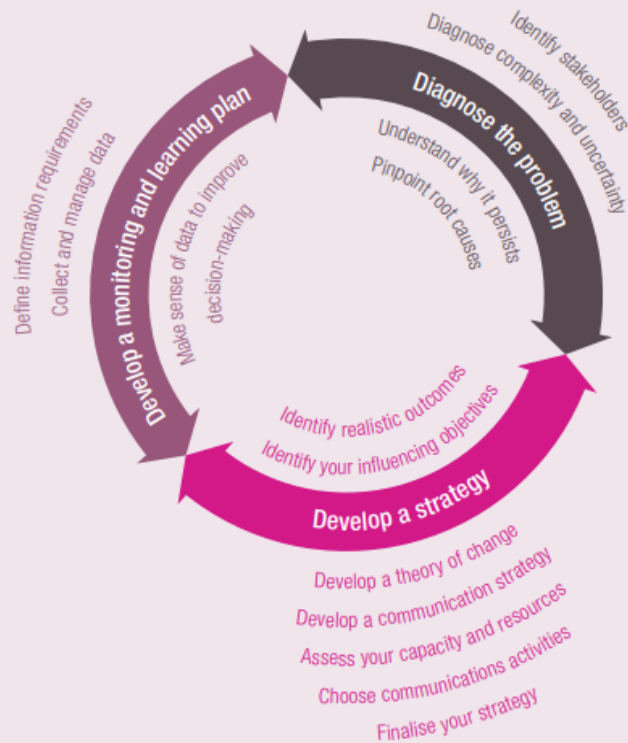 Identify stakeholders
Diagnose complexity and uncertainty
Diagnose the problem
Understand why it persists
Pinpoint root causes
Identify realistic outcomes
Identify your influencing objectives
Develop a strategy
Develop a theory of change
Develop a communication strategy
Assess your capacity and resources
Choose communications activities
Finalise your strategy
Define information requirements
Collect and manage data
Develop a monitoring and learning plan
Make sense of data to improve
decision-making